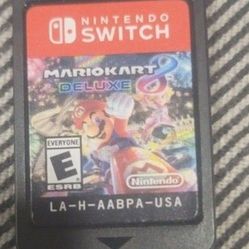 NINTENDO
SWITCH
MARIOKART 8
DELUXE
EVERYONE
E
ESRB
Nintendo
LA-H-AABPA-USA